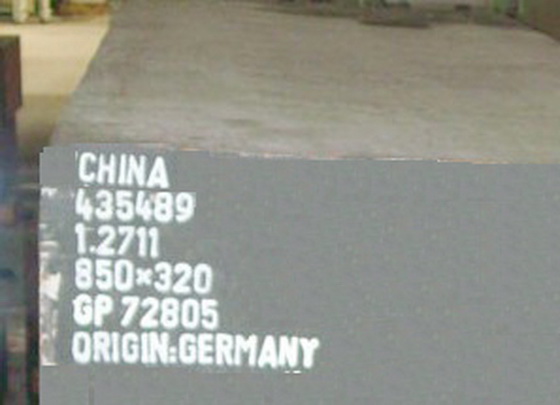 CHINA
435489
1.2711
850×320
GP 72805
ORIGIN:GERMANY